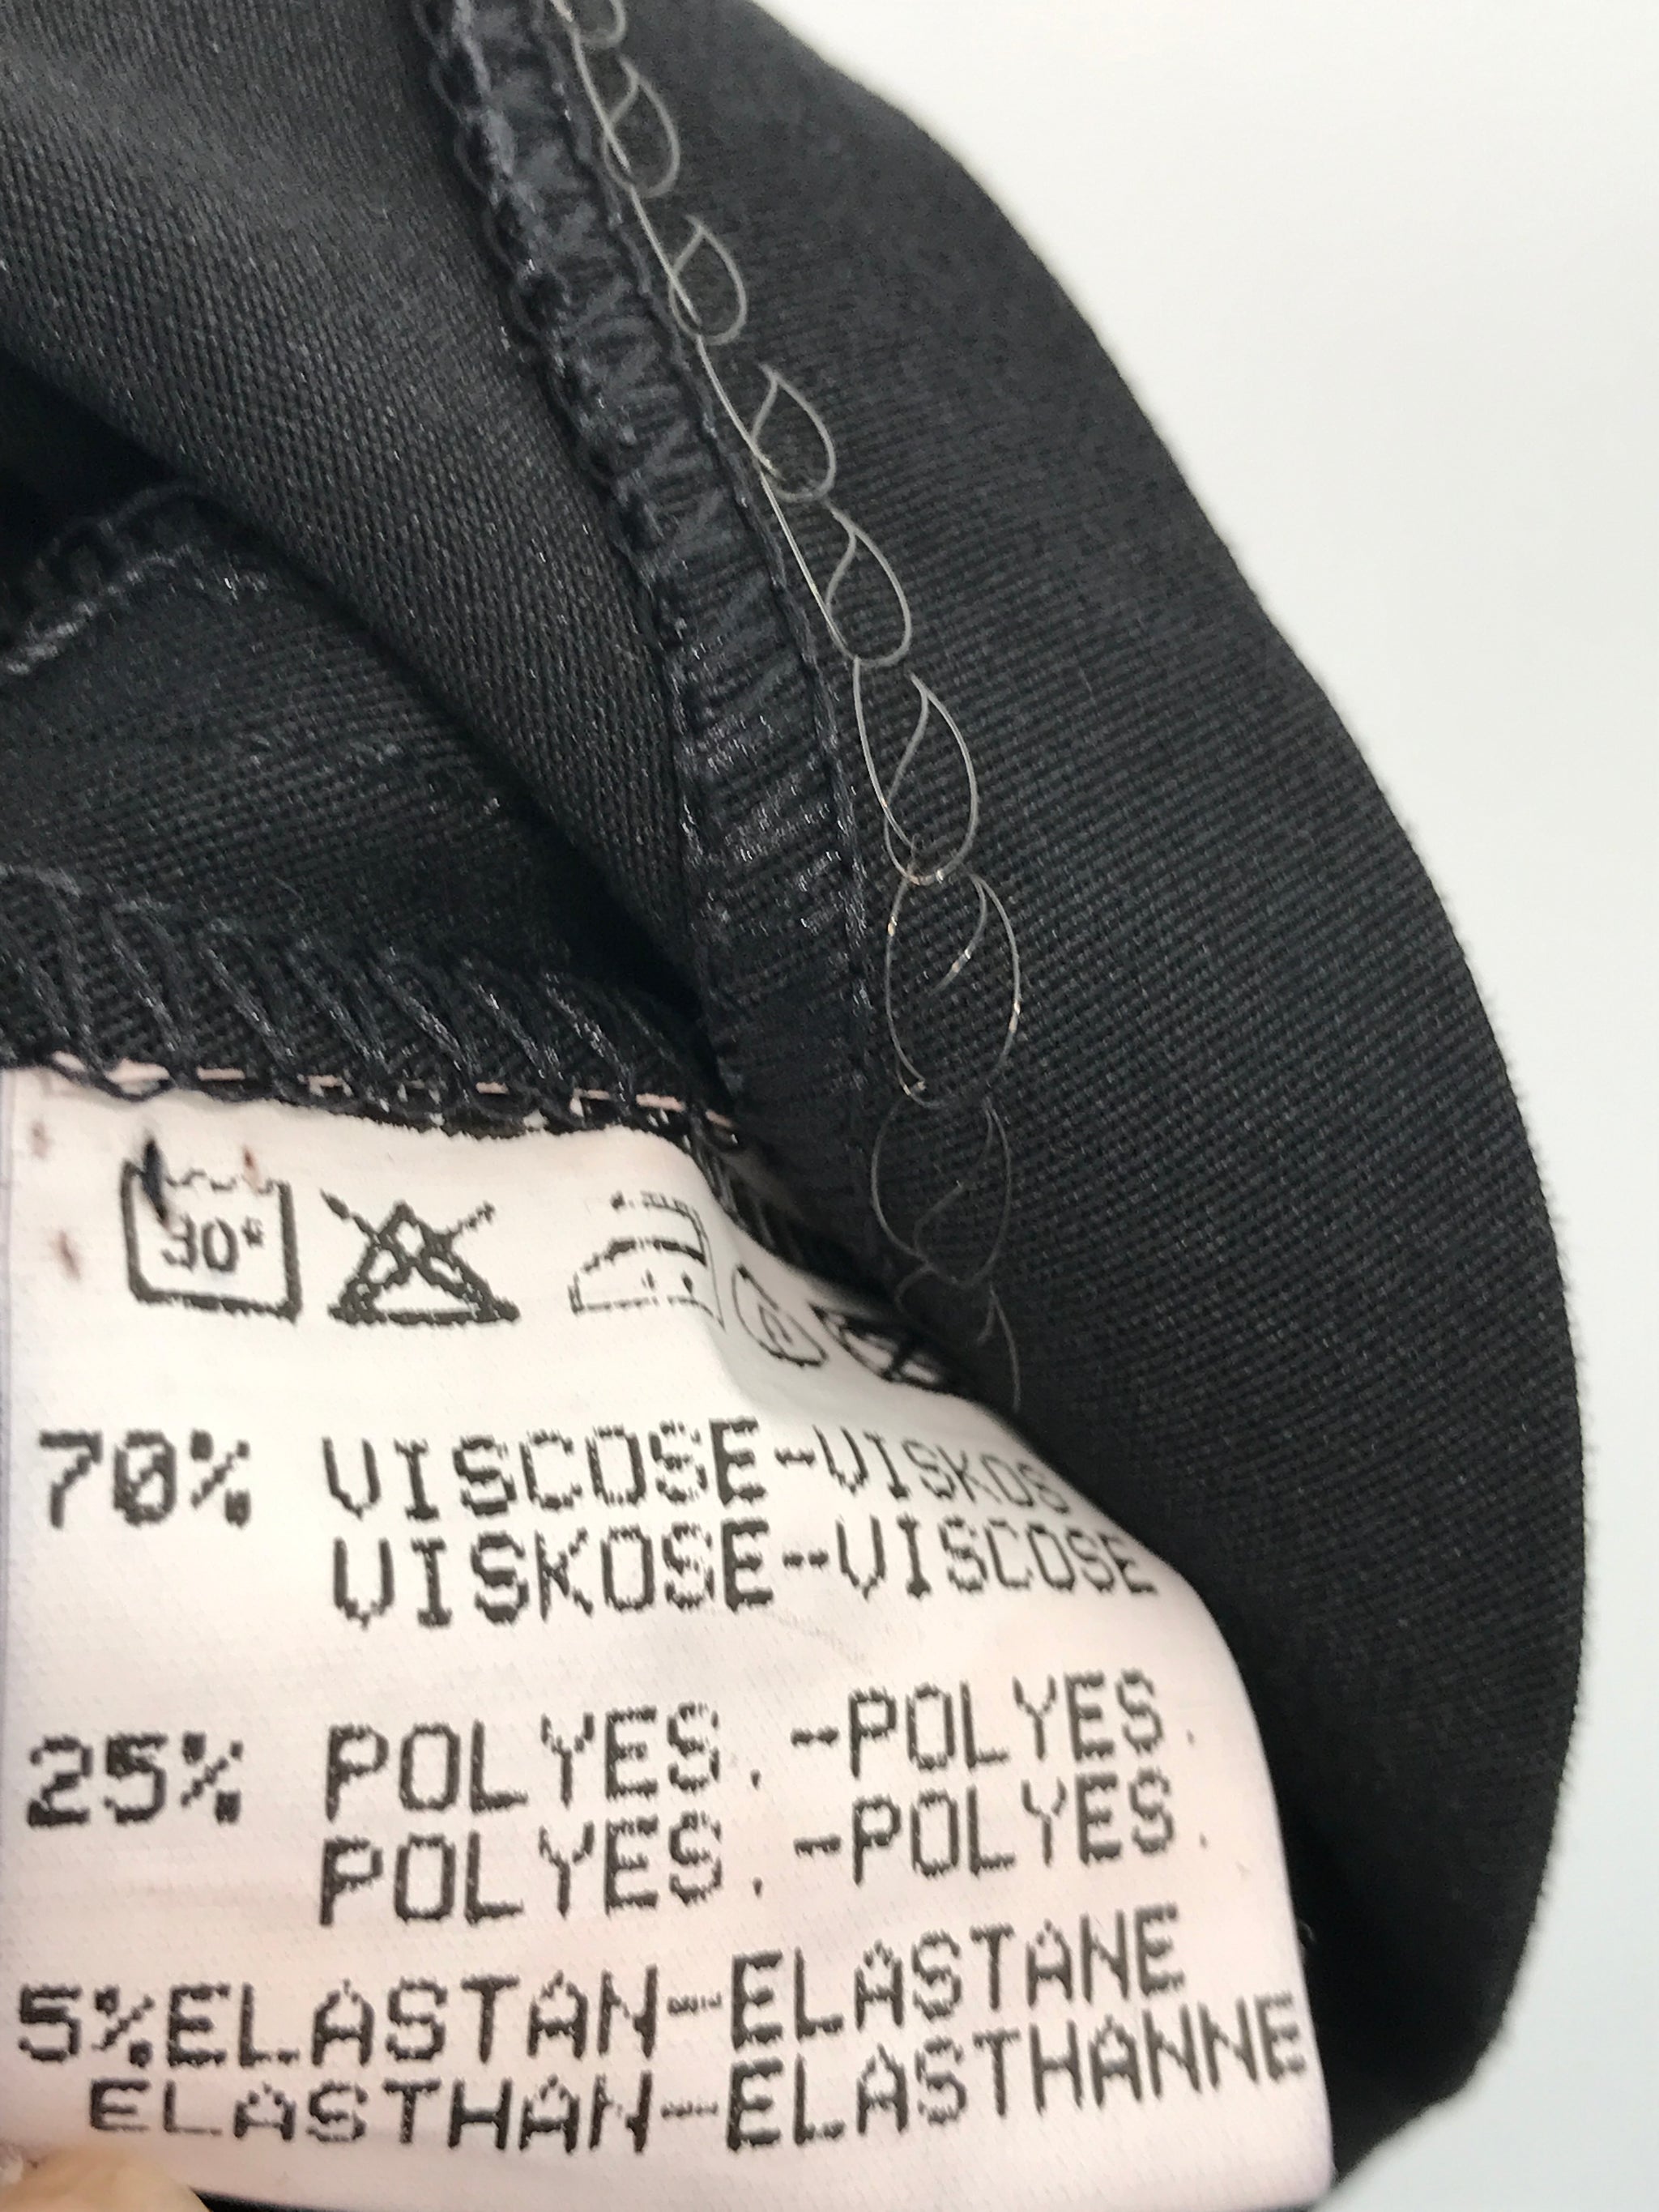 30°
P
70% VISCOSE-VISKOS
VISKOSE--VISCOSE
25% POLYES.-POLYES.
POLYES.-POLYES.
5%ELASTAN-ELASTANE
ELASTHAN-ELASTHANNE